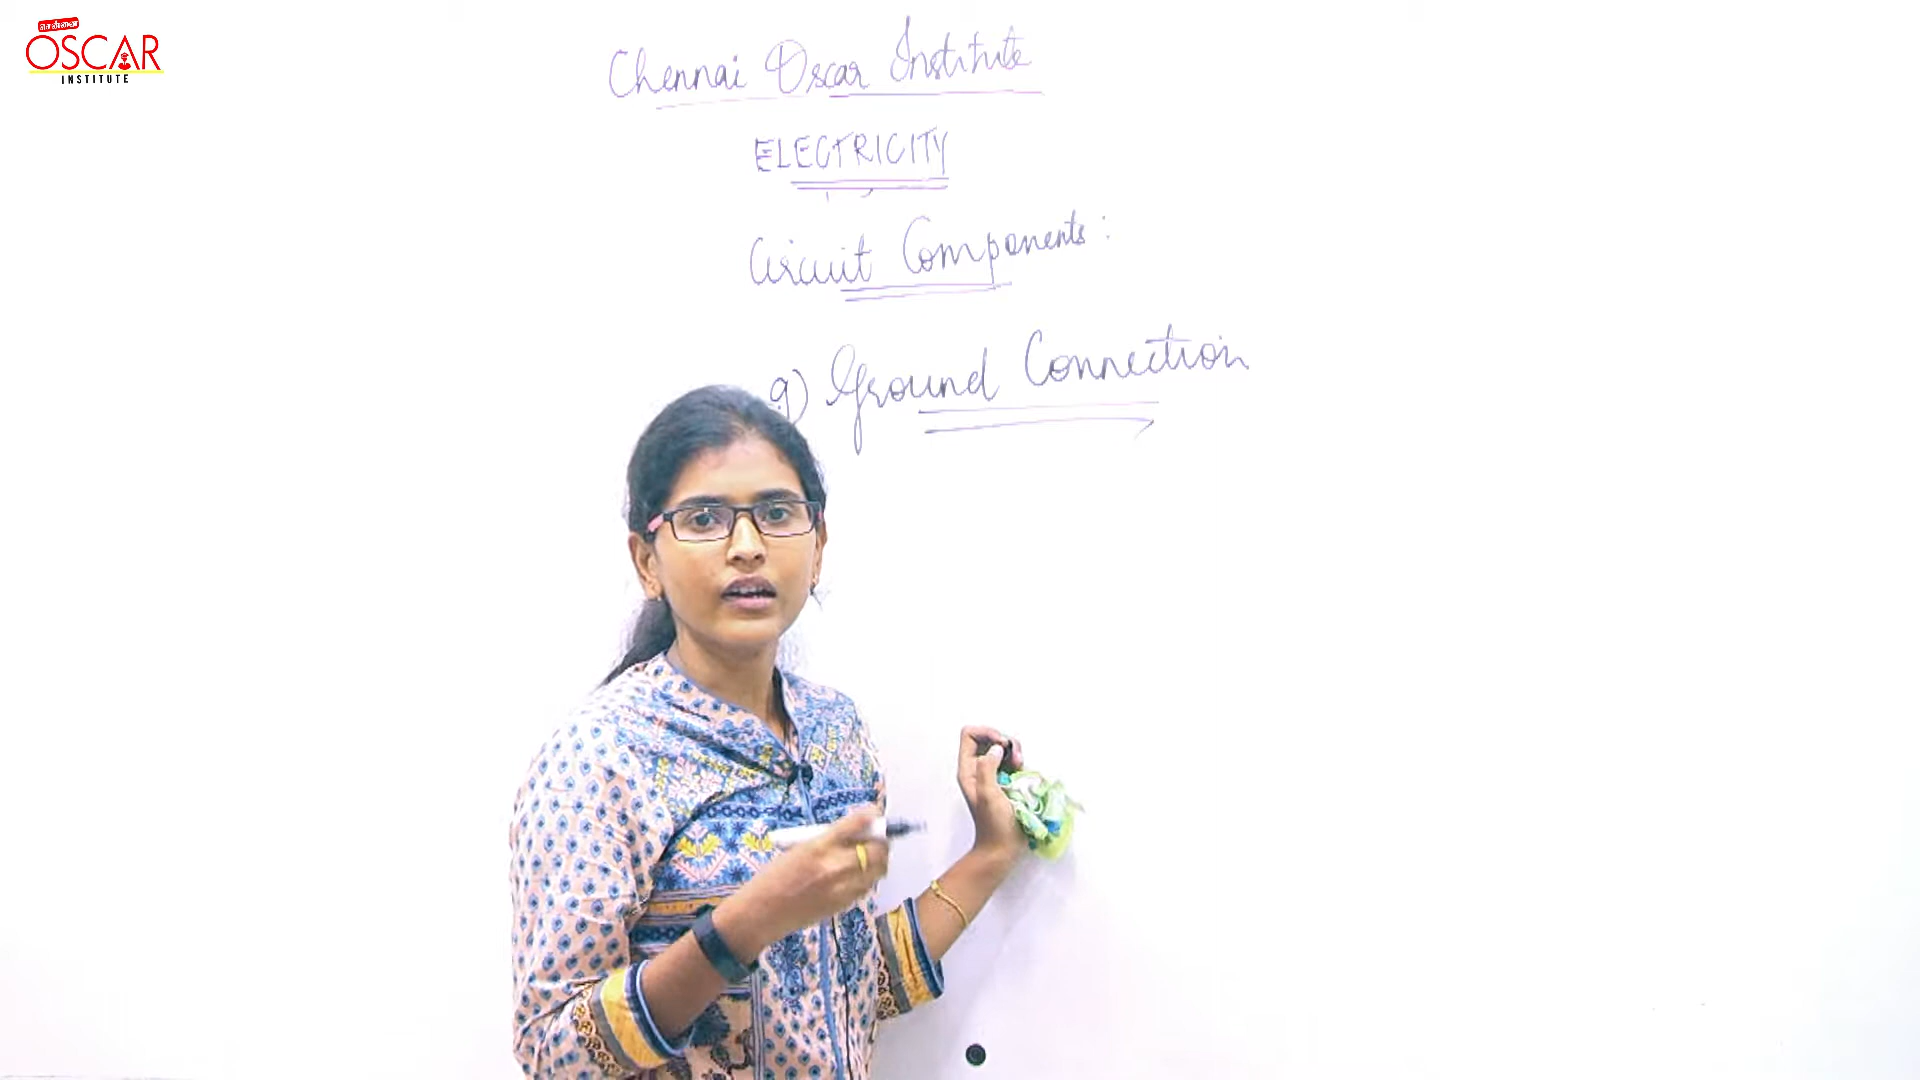 OSCAR
INSTITUTE
Chennai Oscar Institute
ELECTRICITY
Circuit Components:
9) Ground Connection